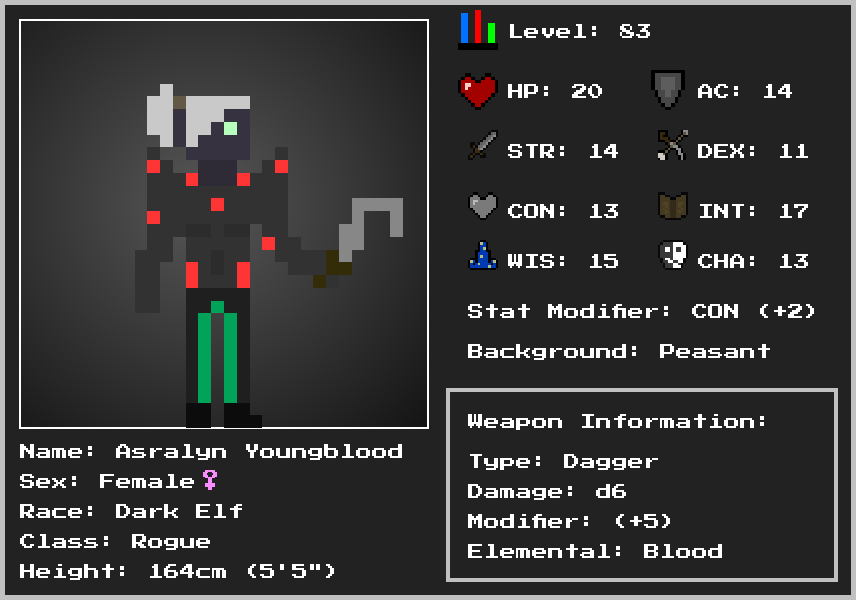 Level: 83
HP: 20
AC: 14
STR: 14
DEX: 11
CON: 13
INT: 17
WIS: 15
CHA: 13
Stat Modifier: CON (+2)
Background: Peasant
Weapon Information:
Type: Dagger
Damage: d6
Modifier: (+5)
Elemental: Blood
Name: Asralyn Youngblood
Sex: Female♀
Race: Dark Elf
Class: Rogue
Height: 164cm (5'5")